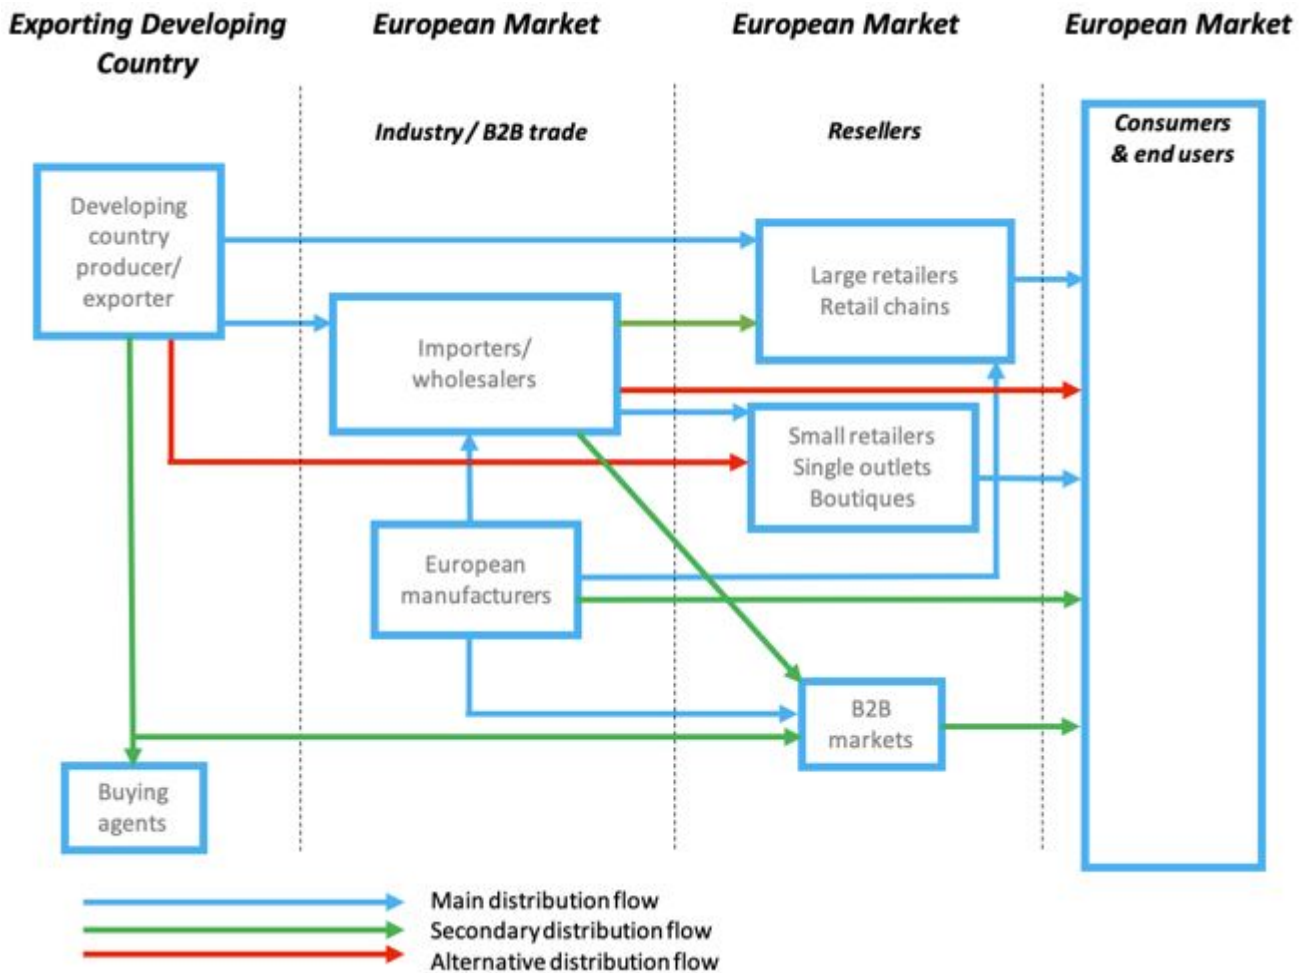 Exporting Developing
Country
European Market
European Market
European Market
Industry / B2B trade
Resellers
Consumers
& end users
Developing
country
producer/
exporter
Large retailers
Retail chains
Importers/
wholesalers
Small retailers
Single outlets
Boutiques
European
manufacturers
B2B
markets
Buying
agents
Main distribution flow
Secondary distribution flow
Alternative distribution flow